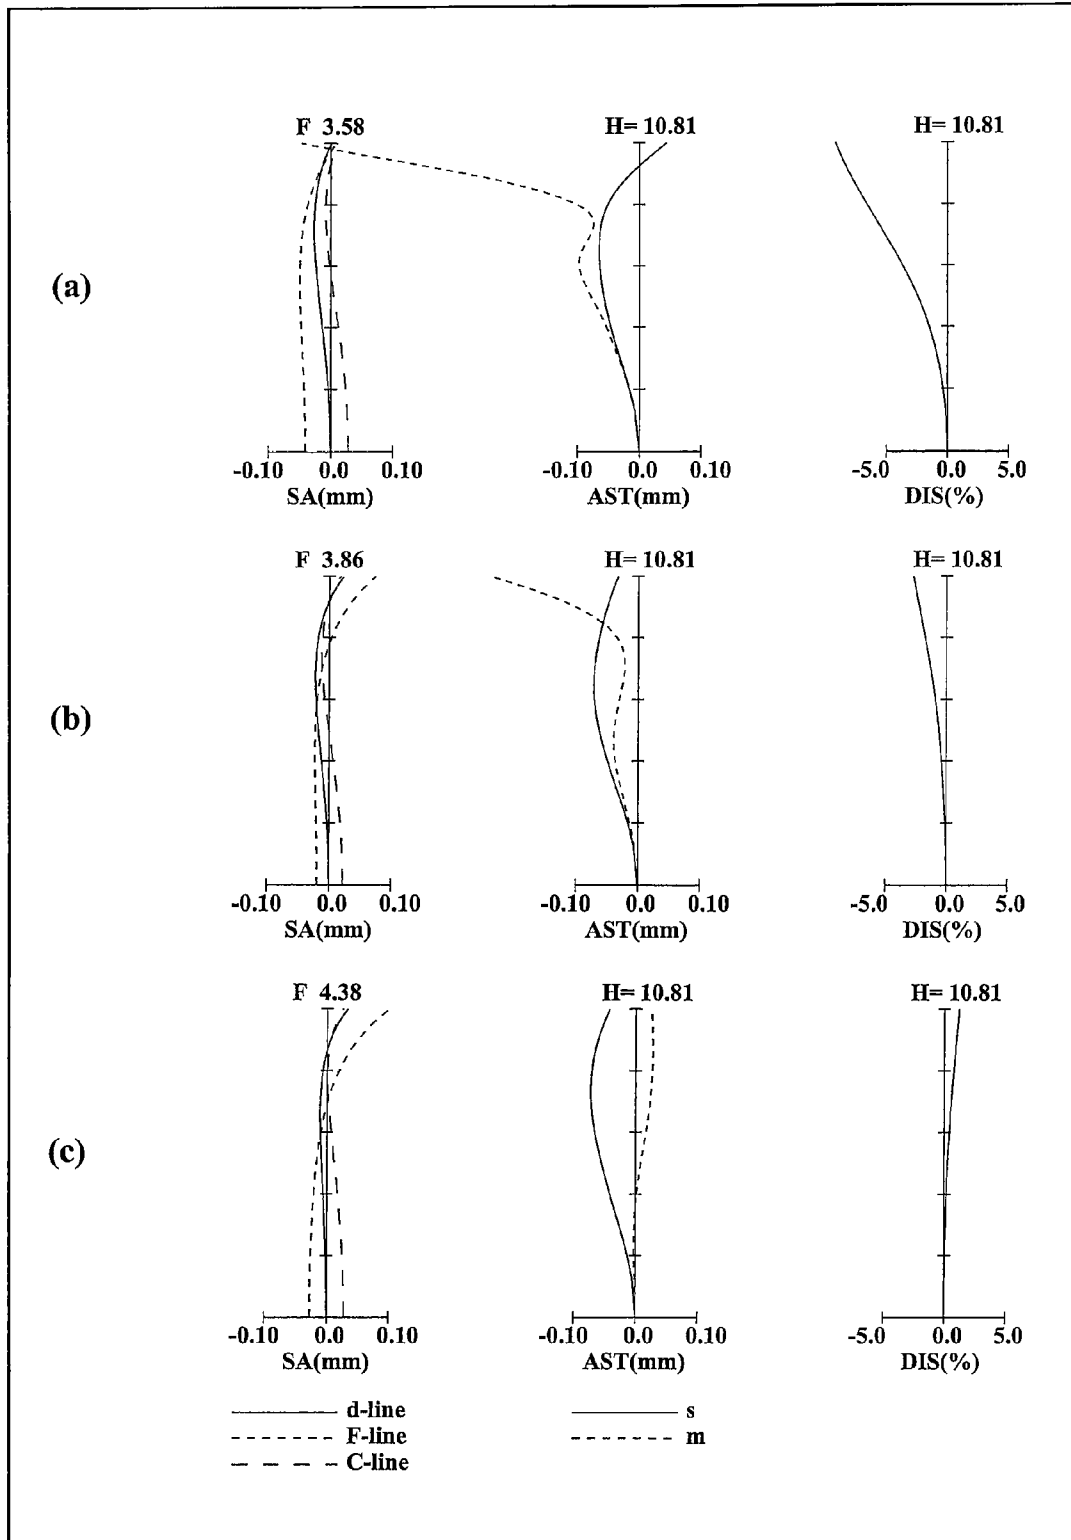 (a)
F 3.58
-0.10 0.0 0.10
SA(mm)
H= 10.81
-0.10 0.0 0.10
AST(mm)
H= 10.81
-5.0 0.0 5.0
DIS(%)
(b)
F 3.86
-0.10 0.0 0.10
SA(mm)
H= 10.81
-0.10 0.0 0.10
AST(mm)
H= 10.81
-5.0 0.0 5.0
DIS(%)
(c)
F 4.38
-0.10 0.0 0.10
SA(mm)
H= 10.81
-0.10 0.0 0.10
AST(mm)
H= 10.81
-5.0 0.0 5.0
DIS(%)
d-line
F-line
C-line
s
m